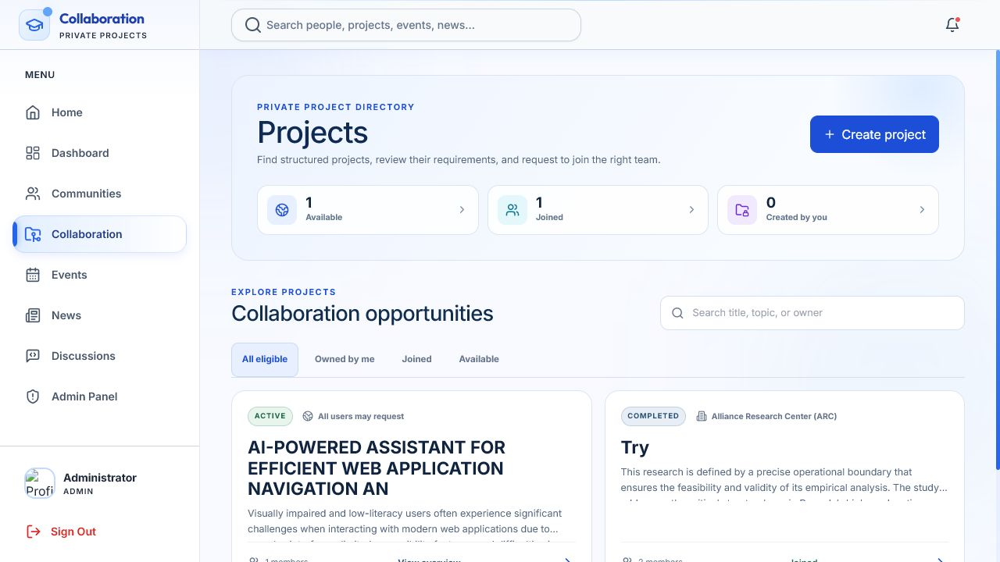 Collaboration
PRIVATE PROJECTS
Search people, projects, events, news...
MENU
Home
Dashboard
Communities
Collaboration
Events
News
Discussions
Admin Panel
Profi
Administrator
ADMIN
Sign Out
PRIVATE PROJECT DIRECTORY
Projects
Find structured projects, review their requirements, and request to join the right team.
+ Create project
1
Available
1
Joined
0
Created by you
EXPLORE PROJECTS
Collaboration opportunities
Search title, topic, or owner
All eligible Owned by me Joined Available
ACTIVE All users may request
AI-POWERED ASSISTANT FOR
EFFICIENT WEB APPLICATION
NAVIGATION AN
Visually impaired and low-literacy users often experience significant
challenges when interacting with modern web applications due to...
1 members View overview
COMPLETED Alliance Research Center (ARC)
Try
This research is defined by a precise operational boundary that
ensures the feasibility and validity of its empirical analysis. The study...
2 members Joined